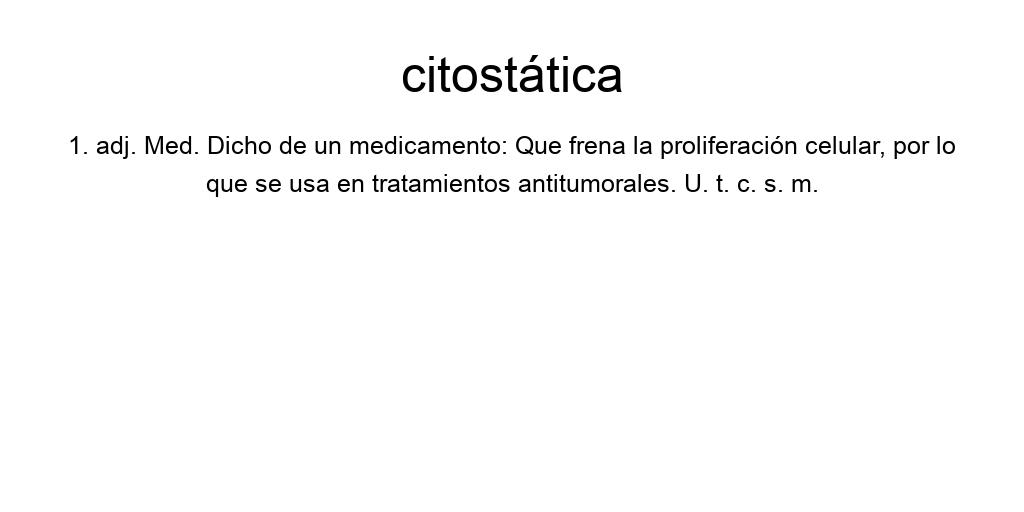 citostática
1. adj. Med. Dicho de un medicamento: Que frena la proliferación celular, por lo
que se usa en tratamientos antitumorales. U. t. c. s. m.